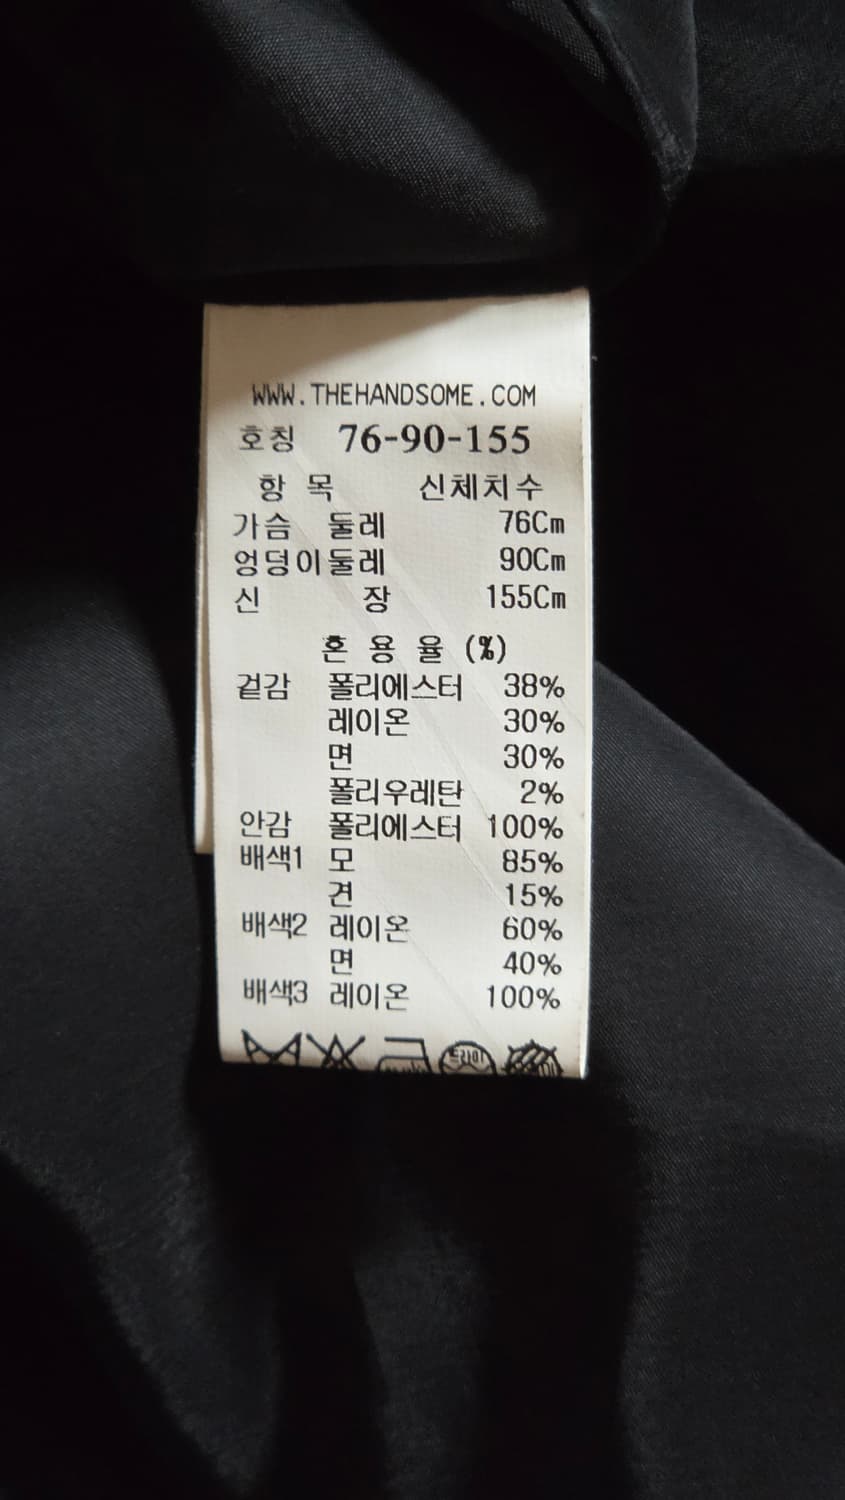 WWW.THEHANDSOME.COM
호칭 76-90-155
항 목 신체치수
가슴 둘레 76Cm
엉덩이둘레 90Cm
신 장 155Cm
혼 용 율 (%)
겉감 폴리에스터 38%
레이온 30%
면 30%
폴리우레탄 2%
안감 폴리에스터 100%
배색1 모 85%
견 15%
배색2 레이온 60%
면 40%
배색3 레이온 100%
드라이